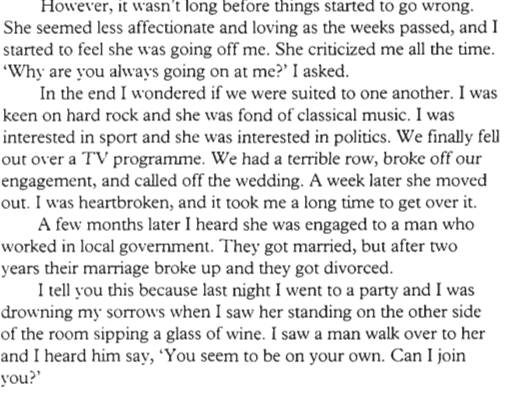 However, it wasn't long before things started to go wrong.
She seemed less affectionate and loving as the weeks passed, and I
started to feel she was going off me. She criticized me all the time.
‘Why are you always going on at me?’ I asked.
In the end I wondered if we were suited to one another. I was
keen on hard rock and she was fond of classical music. I was
interested in sport and she was interested in politics. We finally fell
out over a TV programme. We had a terrible row, broke off our
engagement, and called off the wedding. A week later she moved
out. I was heartbroken, and it took me a long time to get over it.
A few months later I heard she was engaged to a man who
worked in local government. They got married, but after two
years their marriage broke up and they got divorced.
I tell you this because last night I went to a party and I was
drowning my sorrows when I saw her standing on the other side
of the room sipping a glass of wine. I saw a man walk over to her
and I heard him say, ‘You seem to be on your own. Can I join
you?’